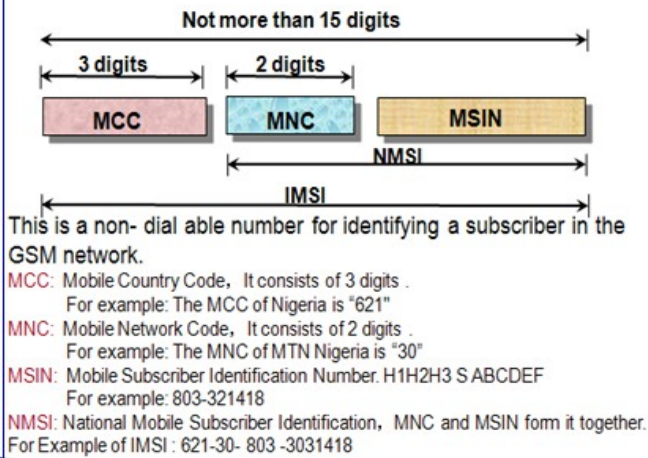 Not more than 15 digits
3 digits 2 digits
MCC MNC MSIN
NMSI
IMSI
This is a non- dial able number for identifying a subscriber in the
GSM network.
MCC: Mobile Country Code, It consists of 3 digits .
For example: The MCC of Nigeria is “621”
MNC: Mobile Network Code, It consists of 2 digits .
For example: The MNC of MTN Nigeria is “30”
MSIN: Mobile Subscriber Identification Number. H1H2H3 S ABCDEF
For example: 803-321418
NMSI: National Mobile Subscriber Identification, MNC and MSIN form it together.
For Example of IMSI : 621-30- 803 -3031418